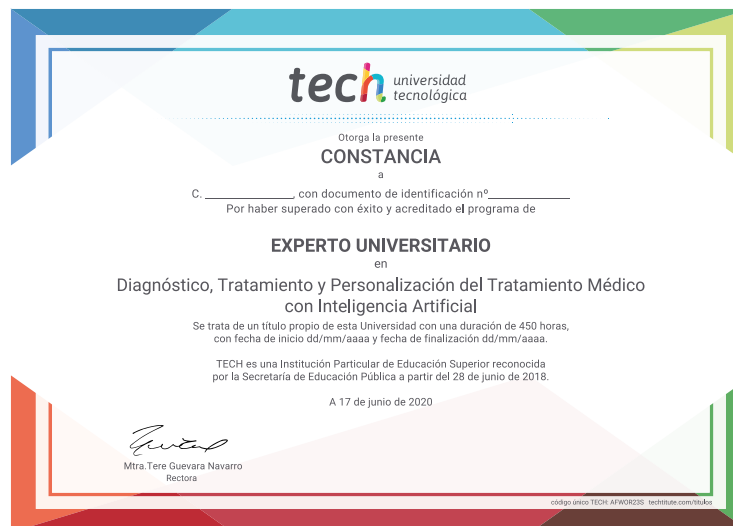 tech universidad
tecnológica
Otorga la presente
CONSTANCIA
a
C. ______________, con documento de identificación nº______________
Por haber superado con éxito y acreditado el programa de
EXPERTO UNIVERSITARIO
en
Diagnóstico, Tratamiento y Personalización del Tratamiento Médico
con Inteligencia Artificial
Se trata de un título propio de esta Universidad con una duración de 450 horas,
con fecha de inicio dd/mm/aaaa y fecha de finalización dd/mm/aaaa.
TECH es una Institución Particular de Educación Superior reconocida
por la Secretaría de Educación Pública a partir del 28 de junio de 2018.
A 17 de junio de 2020
Mtra.Tere Guevara Navarro
Rectora
código único TECH: AFWOR23S techtitute.com/titulos